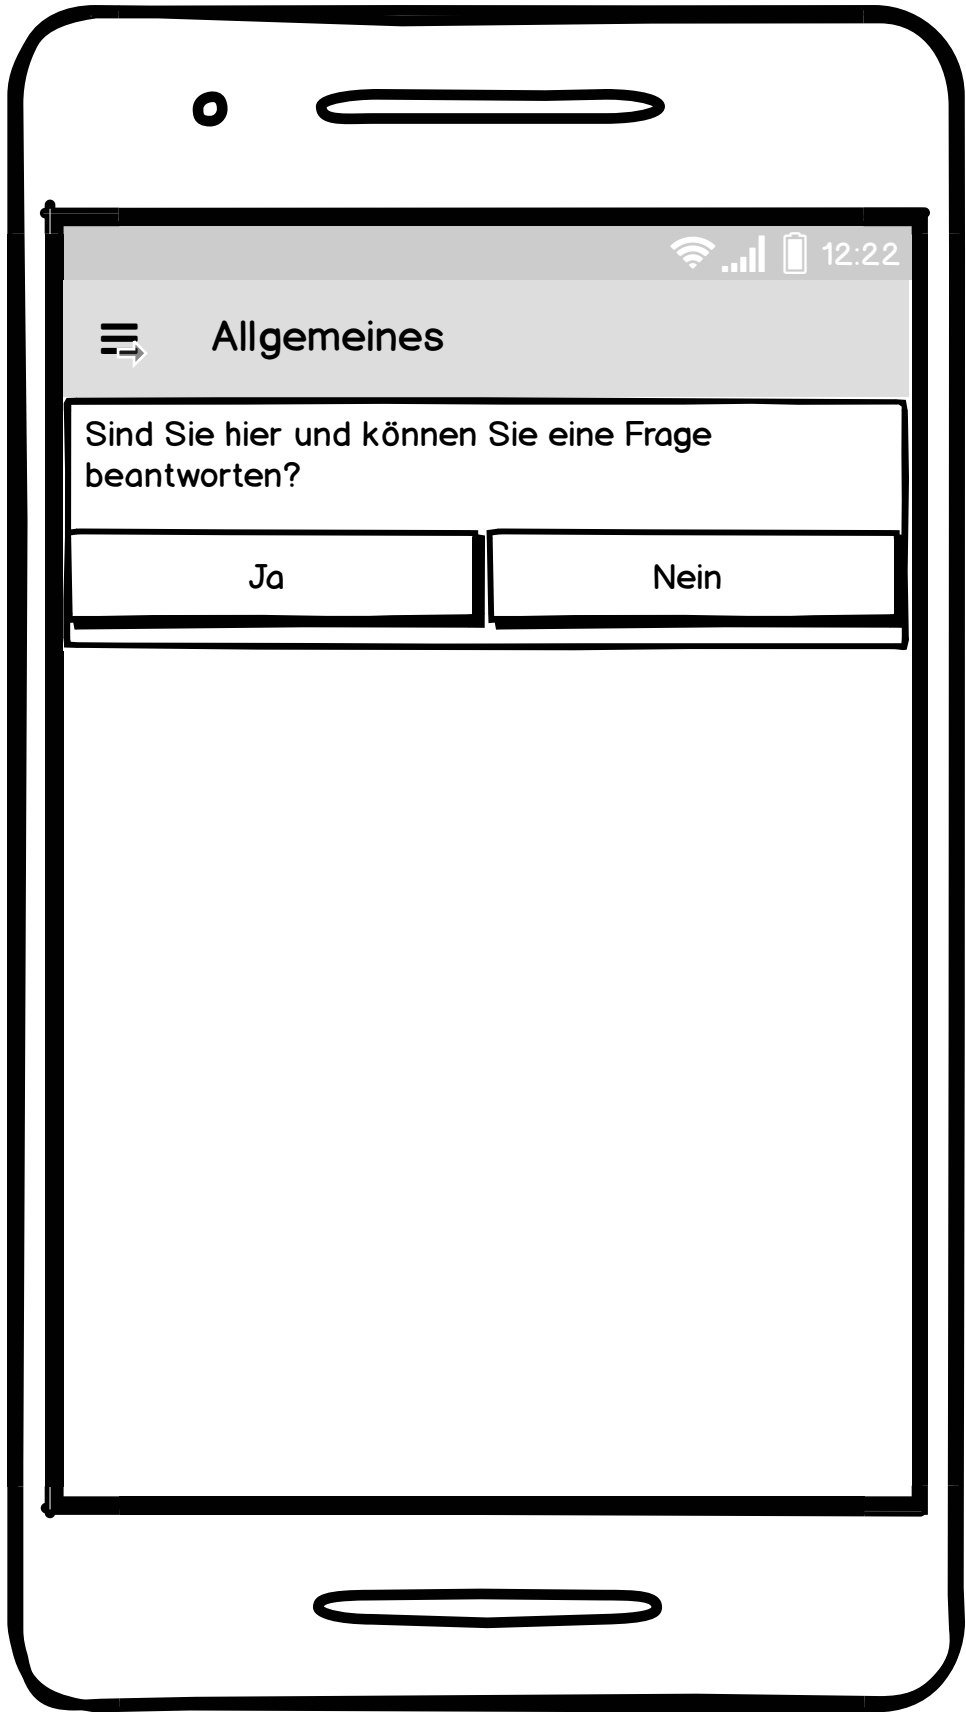 12:22
Allgemeines
Sind Sie hier und können Sie eine Frage
beantworten?
Ja
Nein